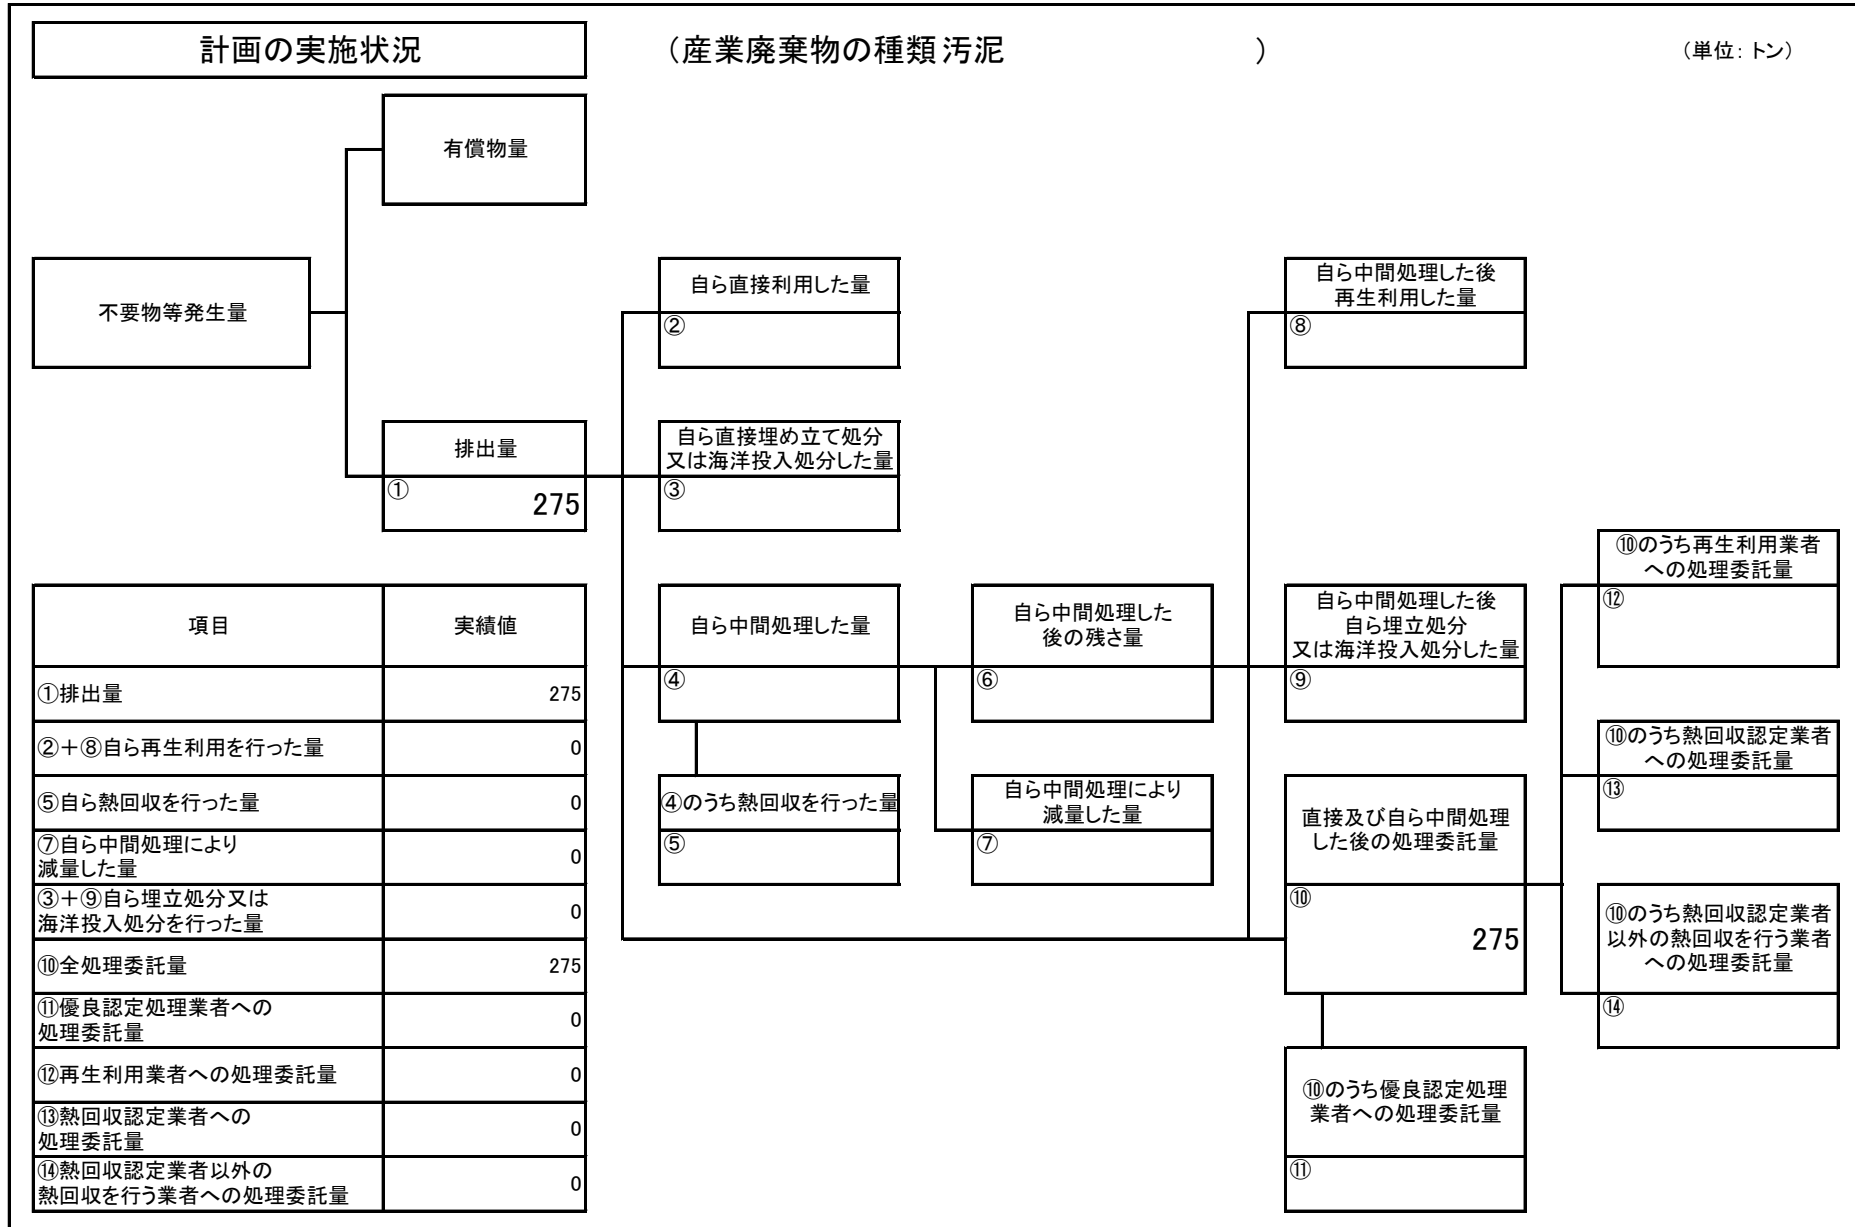 計画の実施状況
（産業廃棄物の種類 汚泥 ）
（単位：トン）
有償物量
不要物等発生量
自ら直接利用した量
②
自ら中間処理した後
再生利用した量
⑧
排出量
① 275
自ら直接埋め立て処分
又は海洋投入処分した量
③
⑩のうち再生利用業者
への処理委託量
⑫
自ら中間処理した量
④
自ら中間処理した
後の残さ量
⑥
自ら中間処理した後
自ら埋立処分
又は海洋投入処分した量
⑨
⑩のうち熱回収認定業者
への処理委託量
⑬
④のうち熱回収を行った量
⑤
自ら中間処理により
減量した量
⑦
直接及び自ら中間処理
した後の処理委託量
⑩
275
⑩のうち熱回収認定業者
以外の熱回収を行う業者
への処理委託量
⑭
⑩のうち優良認定処理
業者への処理委託量
⑪
項目 実績値
①排出量 275
②＋⑧自ら再生利用を行った量 0
⑤自ら熱回収を行った量 0
⑦自ら中間処理により
減量した量 0
③＋⑨自ら埋立処分又は
海洋投入処分を行った量 0
⑩全処理委託量 275
⑪優良認定処理業者への
処理委託量 0
⑫再生利用業者への処理委託量 0
⑬熱回収認定業者への
処理委託量 0
⑭熱回収認定業者以外の
熱回収を行う業者への処理委託量 0